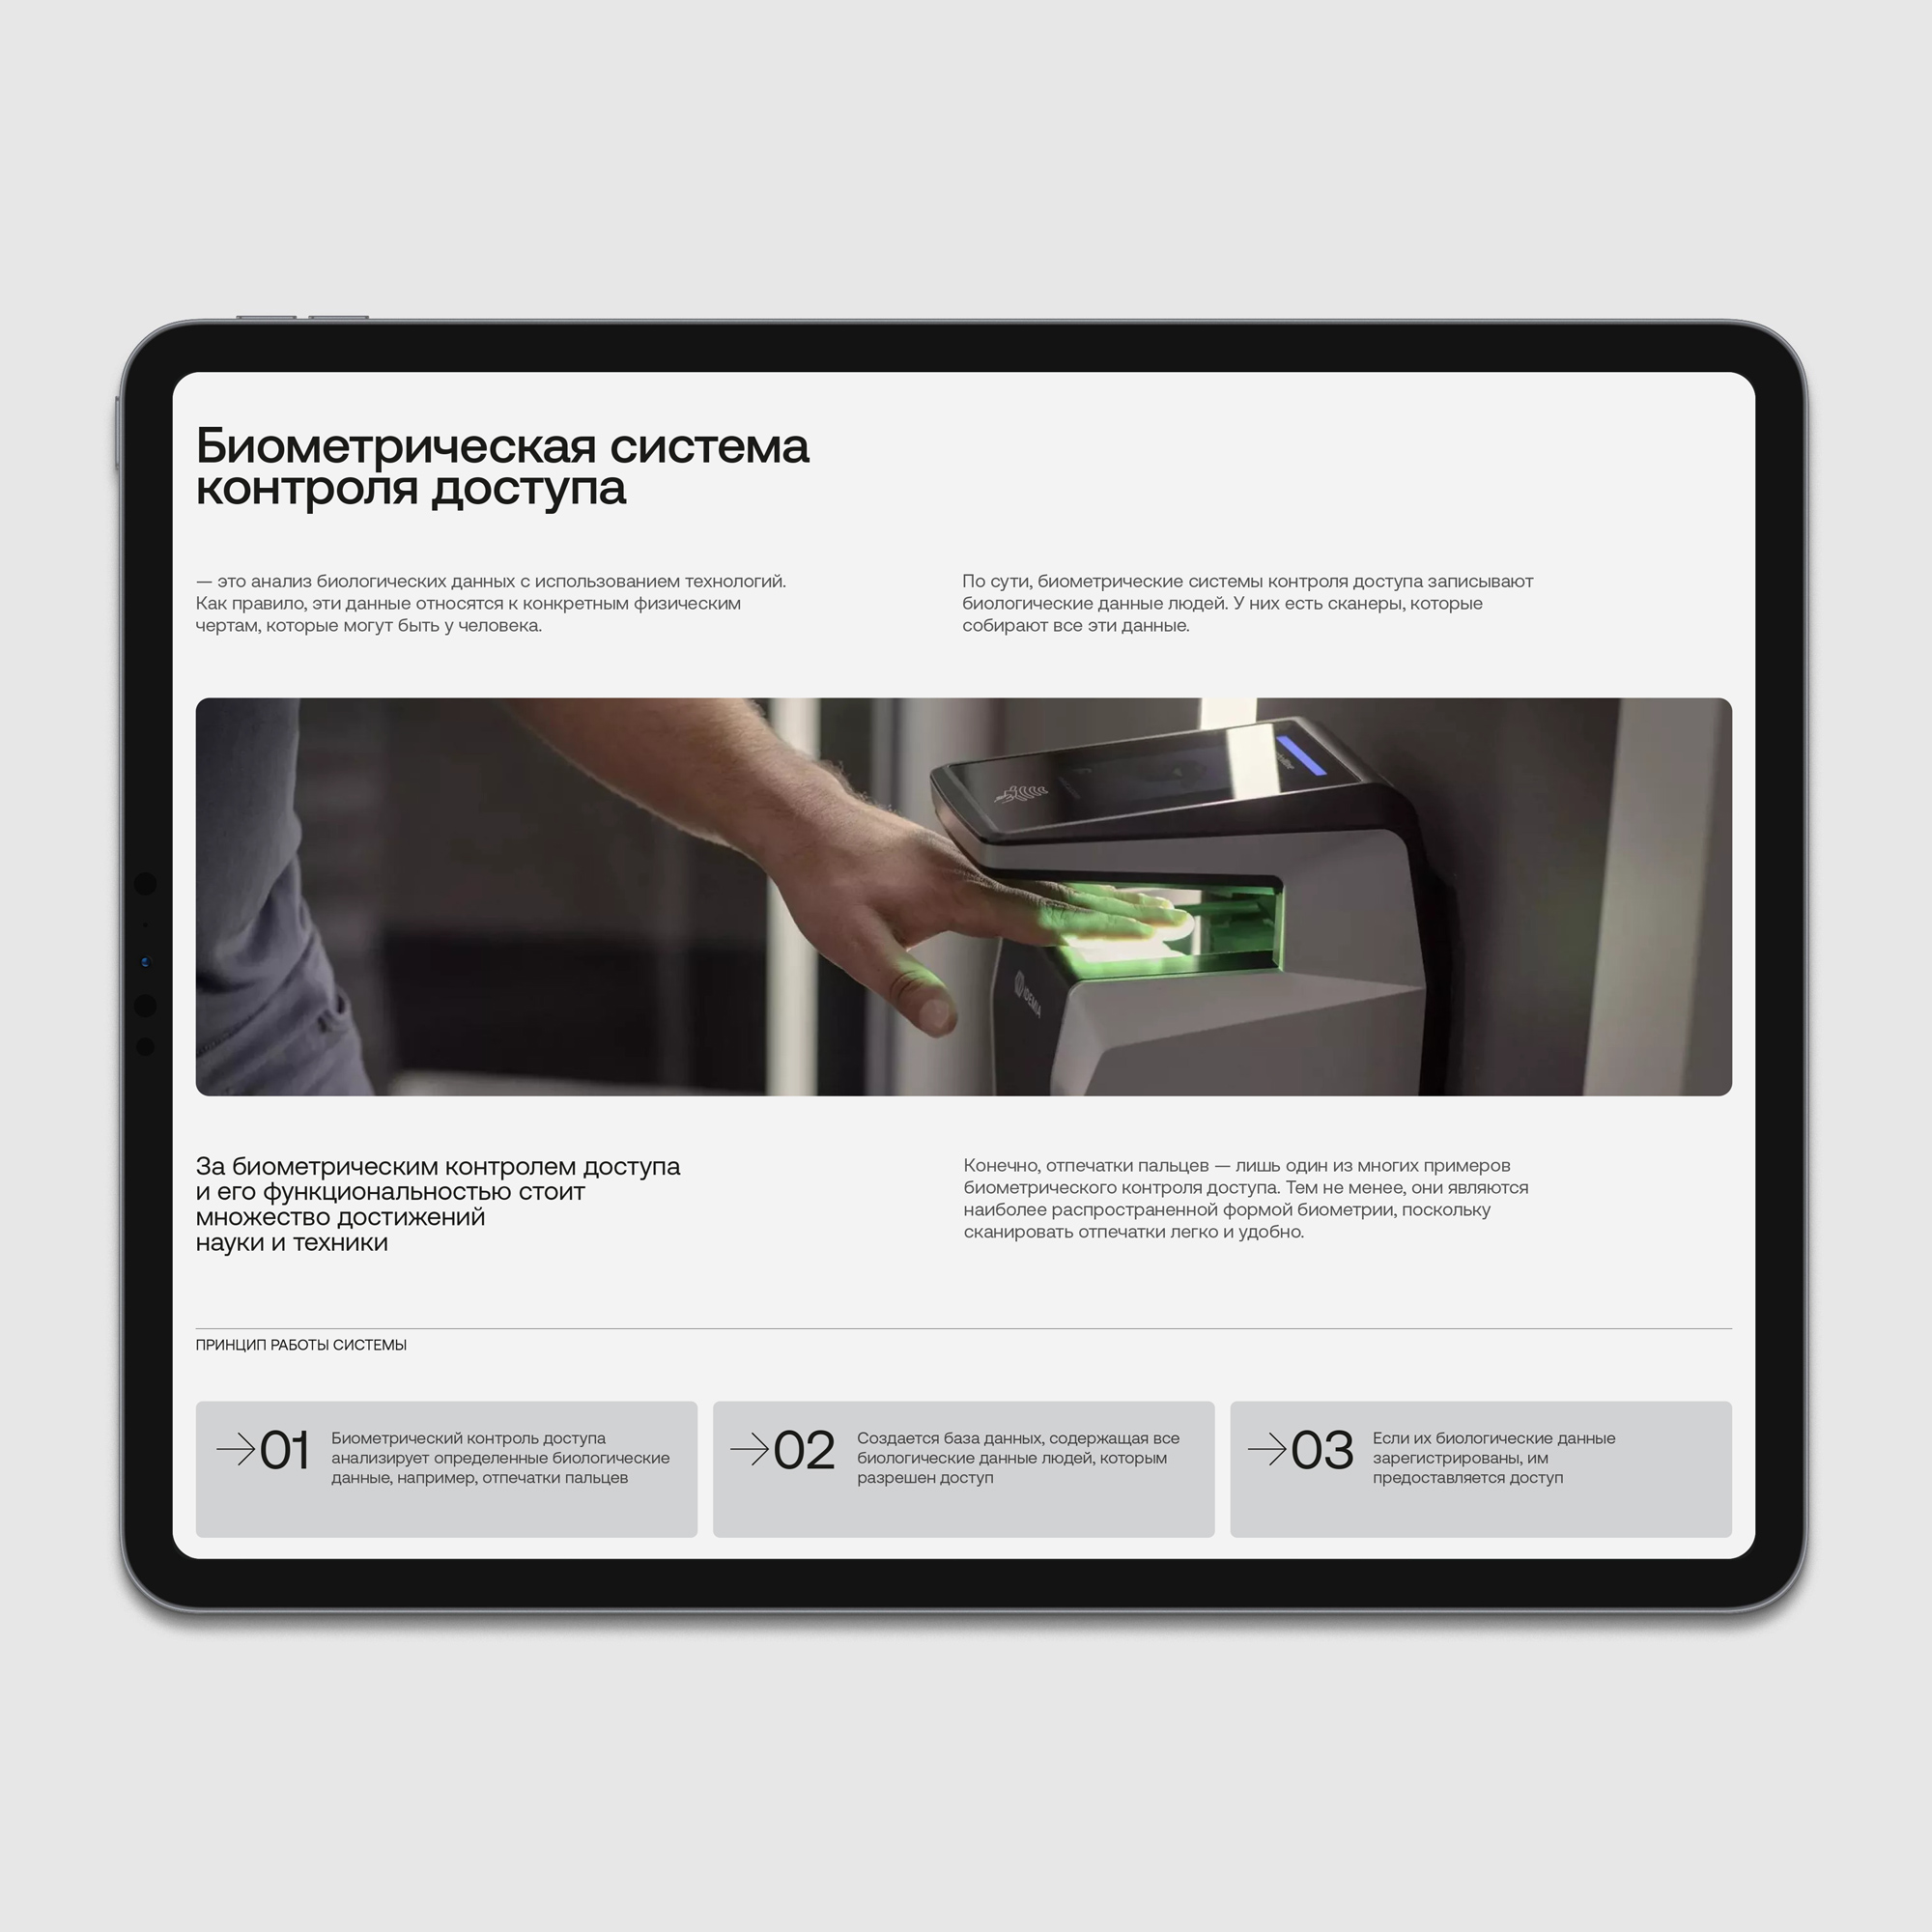 Биометрическая система
контроля доступа
— это анализ биологических данных с использованием технологий.
Как правило, эти данные относятся к конкретным физическим
чертам, которые могут быть у человека.
По сути, биометрические системы контроля доступа записывают
биологические данные людей. У них есть сканеры, которые
собирают все эти данные.
IDEMIA
За биометрическим контролем доступа
и его функциональностью стоит
множество достижений
науки и техники
Конечно, отпечатки пальцев — лишь один из многих примеров
биометрического контроля доступа. Тем не менее, они являются
наиболее распространенной формой биометрии, поскольку
сканировать отпечатки легко и удобно.
ПРИНЦИП РАБОТЫ СИСТЕМЫ
01
Биометрический контроль доступа
анализирует определенные биологические
данные, например, отпечатки пальцев
02
Создается база данных, содержащая все
биологические данные людей, которым
разрешен доступ
03
Если их биологические данные
зарегистрированы, им
предоставляется доступ